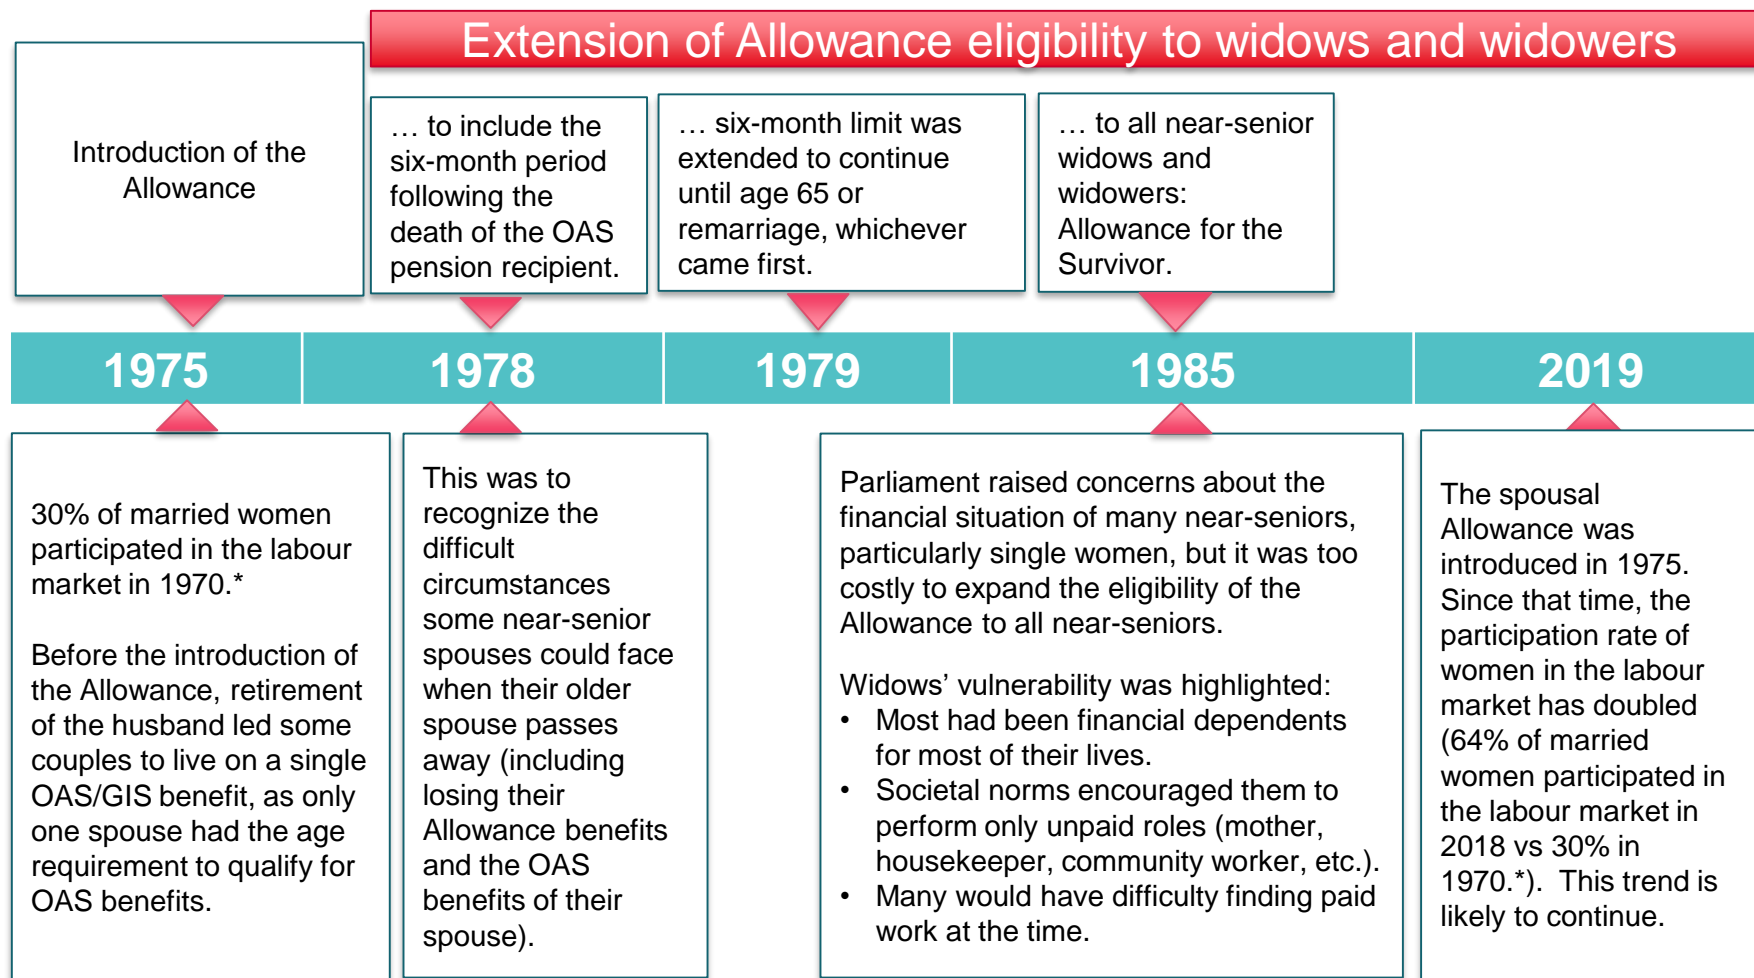 Extension of Allowance eligibility to widows and widowers
Introduction of the
Allowance
… to include the
six-month period
following the
death of the OAS
pension recipient.
… six-month limit was
extended to continue
until age 65 or
remarriage, whichever
came first.
… to all near-senior
widows and
widowers:
Allowance for the
Survivor.
1975
1978
1979
1985
2019
30% of married women
participated in the labour
market in 1970.*
Before the introduction of
the Allowance, retirement
of the husband led some
couples to live on a single
OAS/GIS benefit, as only
one spouse had the age
requirement to qualify for
OAS benefits.
This was to
recognize the
difficult
circumstances
some near-senior
spouses could face
when their older
spouse passes
away (including
losing their
Allowance benefits
and the OAS
benefits of their
spouse).
Parliament raised concerns about the
financial situation of many near-seniors,
particularly single women, but it was too
costly to expand the eligibility of the
Allowance to all near-seniors.
Widows’ vulnerability was highlighted:
• Most had been financial dependents
for most of their lives.
• Societal norms encouraged them to
perform only unpaid roles (mother,
housekeeper, community worker, etc.).
• Many would have difficulty finding paid
work at the time.
The spousal
Allowance was
introduced in 1975.
Since that time, the
participation rate of
women in the labour
market has doubled
(64% of married
women participated in
the labour market in
2018 vs 30% in
1970.*).  This trend is
likely to continue.